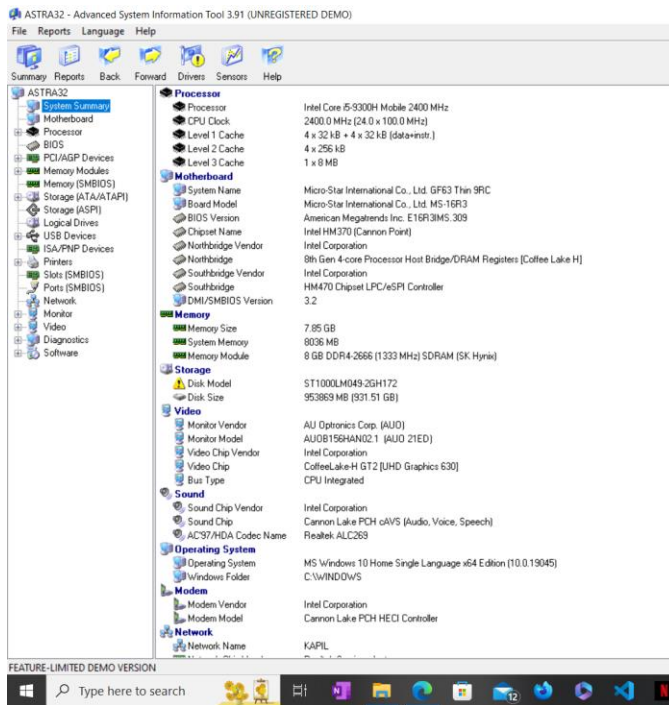 ASTRA32 - Advanced System Information Tool 3.91 (UNREGISTERED DEMO)
File Reports Language Help
Summary Reports Back Forward Drivers Sensors Help
ASTRA32
System Summary
Motherboard
Processor
BIOS
PCI/AGP Devices
Memory Modules
Memory (SMBIOS)
Storage (ATA/ATAPI)
Storage (ASPI)
Logical Drives
USB Devices
ISA/PNP Devices
Printers
Slots (SMBIOS)
Ports (SMBIOS)
Network
Monitor
Video
Diagnostics
Software
Processor
Processor Intel Core i5-9300H Mobile 2400 MHz
CPU Clock 2400.0 MHz (24.0 x 100.0 MHz)
Level 1 Cache 4 x 32 kB + 4 x 32 kB (data+instr.)
Level 2 Cache 4 x 256 kB
Level 3 Cache 1 x 8 MB
Motherboard
System Name Micro-Star International Co., Ltd. GF63 Thin 9RC
Board Model Micro-Star International Co., Ltd. MS-16R3
BIOS Version American Megatrends Inc. E16R3IMS.309
Chipset Name Intel HM370 (Cannon Point)
Northbridge Vendor Intel Corporation
Northbridge 8th Gen 4-core Processor Host Bridge/DRAM Registers [Coffee Lake H]
Southbridge Vendor Intel Corporation
Southbridge HM470 Chipset LPC/eSPI Controller
DMI/SMBIOS Version 3.2
Memory
Memory Size 7.85 GB
System Memory 8036 MB
Memory Module 8 GB DDR4-2666 (1333 MHz) SDRAM (SK Hynix)
Storage
Disk Model ST1000LM049-2GH172
Disk Size 953869 MB (931.51 GB)
Video
Monitor Vendor AU Optronics Corp. (AUO)
Monitor Model AUOB156HAN02.1 (AUO 21ED)
Video Chip Vendor Intel Corporation
Video Chip CoffeeLake-H GT2 [UHD Graphics 630]
Bus Type CPU Integrated
Sound
Sound Chip Vendor Intel Corporation
Sound Chip Cannon Lake PCH cAVS (Audio, Voice, Speech)
AC'97/HDA Codec Name Realtek ALC269
Operating System
Operating System MS Windows 10 Home Single Language x64 Edition (10.0.19045)
Windows Folder C:\WINDOWS
Modem
Modem Vendor Intel Corporation
Modem Model Cannon Lake PCH HECI Controller
Network
Network Name KAPIL
FEATURE-LIMITED DEMO VERSION
Type here to search
12